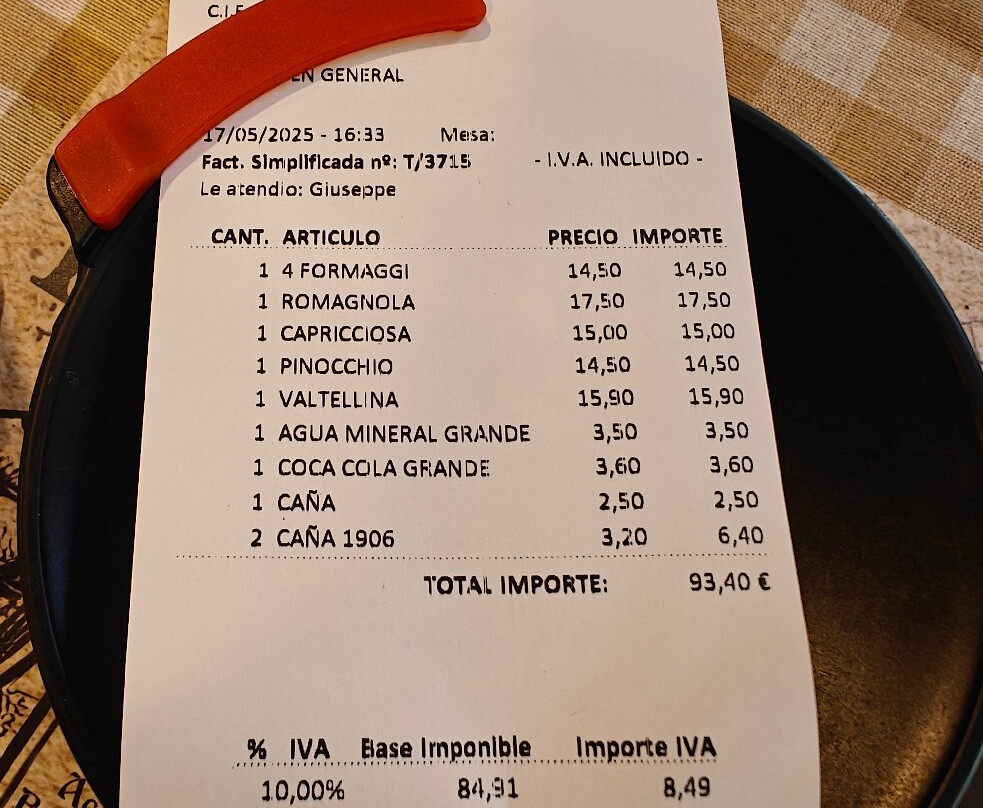 C.I.F
EN GENERAL
17/05/2025 - 16:33 Mesa:
Fact. Simplificada nº: T/3715 - I.V.A. INCLUIDO -
Le atendio: Giuseppe
CANT. ARTICULO PRECIO IMPORTE
1 4 FORMAGGI 14,50 14,50
1 ROMAGNOLA 17,50 17,50
1 CAPRICCIOSA 15,00 15,00
1 PINOCCHIO 14,50 14,50
1 VALTELLINA 15,90 15,90
1 AGUA MINERAL GRANDE 3,50 3,50
1 COCA COLA GRANDE 3,60 3,60
1 CAÑA 2,50 2,50
2 CAÑA 1906 3,20 6,40
TOTAL IMPORTE: 93,40 €
% IVA Base Imponible Importe IVA
10,00% 84,91 8,49